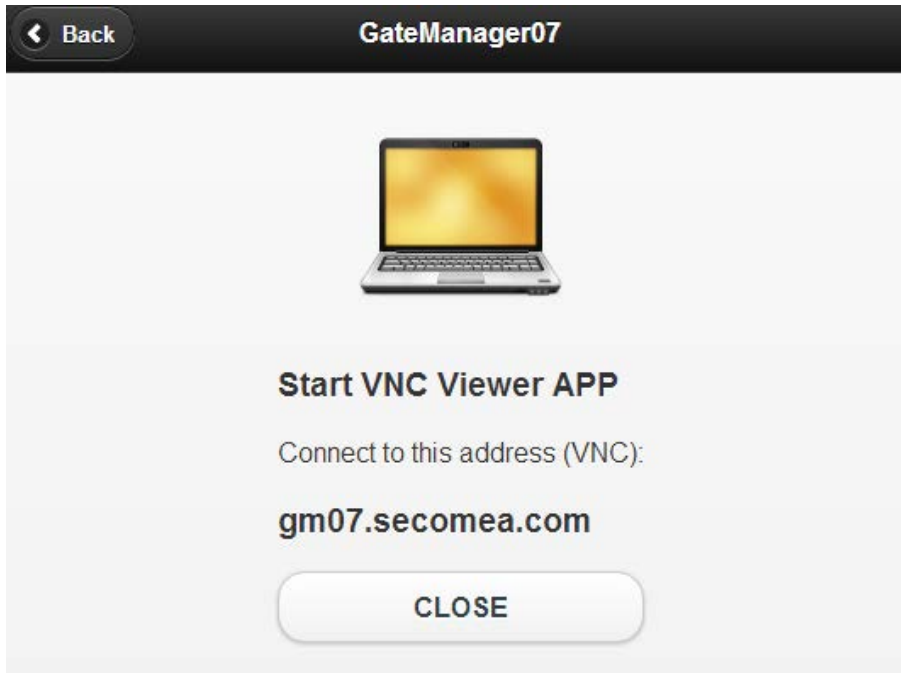 Back
GateManager07
Start VNC Viewer APP
Connect to this address (VNC):
gm07.secomea.com
CLOSE